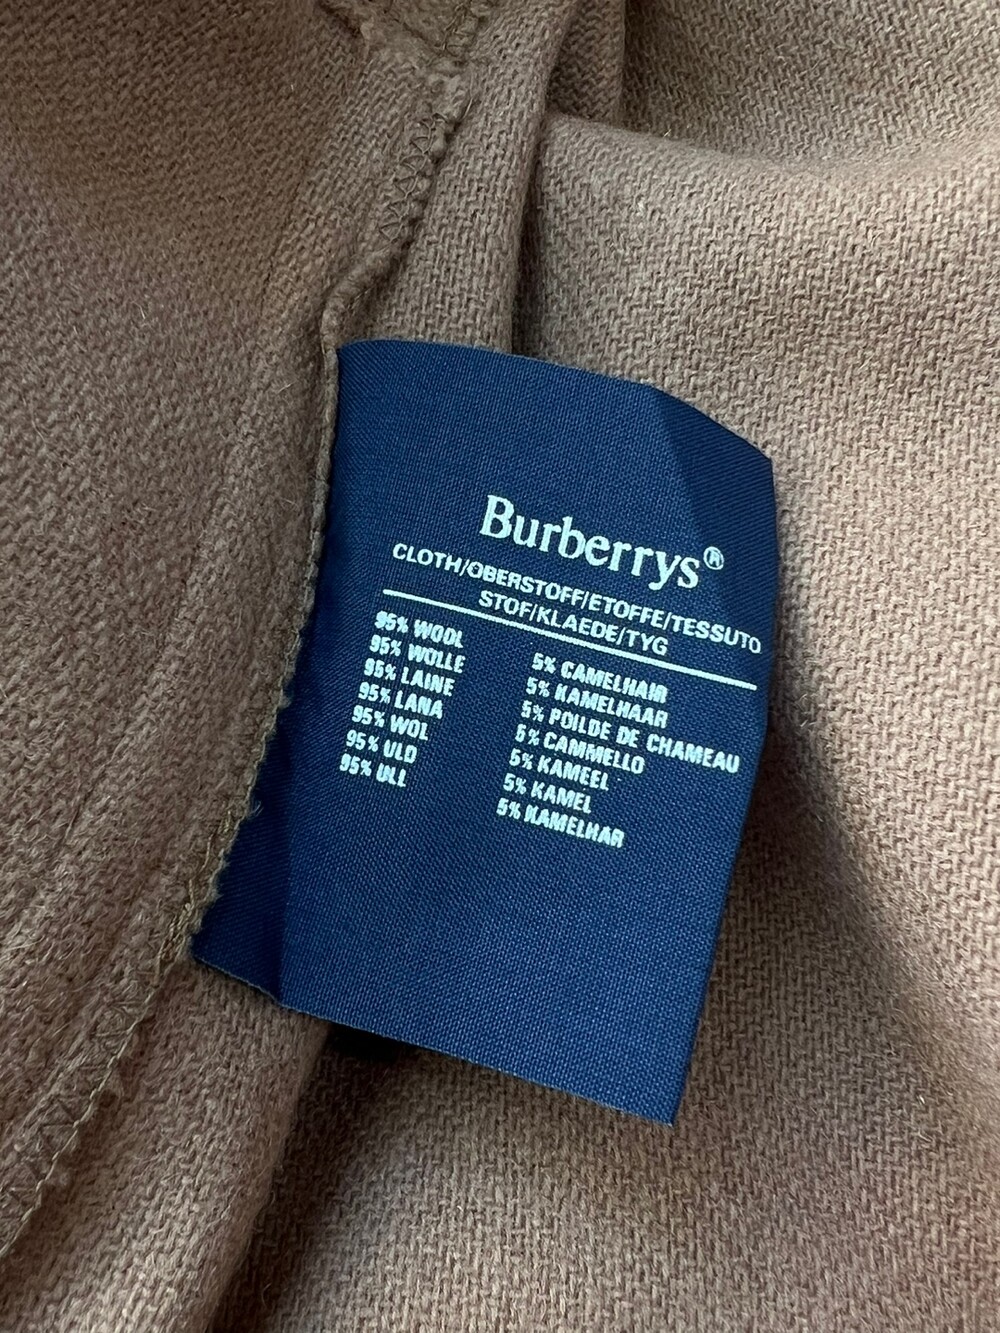 Burberrys®
CLOTH/OBERSTOFF/ETOFFE/TESSUTO
STOF/KLAEDE/TYG
95% WOOL
95% WOLLE
95% LAINE
95% LANA
95% WOL
95% ULD
95% ULL
5% CAMELHAIR
5% KAMELHAAR
5% POILDE DE CHAMEAU
5% CAMMELLO
5% KAMEEL
5% KAMEL
5% KAMELHAR